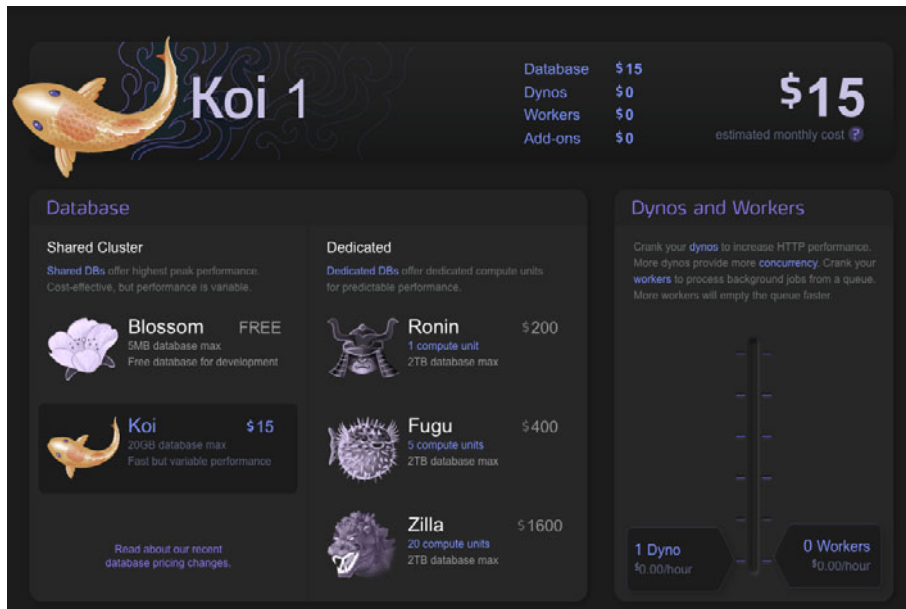 Koi 1
Database $15
Dynos $0
Workers $0
Add-ons $0
$15
estimated monthly cost ?
Database
Shared Cluster
Shared DBs offer highest peak performance.
Cost-effective, but performance is variable.
Blossom FREE
5MB database max
Free database for development
Koi $15
20GB database max
Fast but variable performance
Read about our recent
database pricing changes.
Dedicated
Dedicated DBs offer dedicated compute units
for predictable performance.
Ronin $200
1 compute unit
2TB database max
Fugu $400
5 compute units
2TB database max
Zilla $1600
20 compute units
2TB database max
Dynos and Workers
Crank your dynos to increase HTTP performance.
More dynos provide more concurrency. Crank your
workers to process background jobs from a queue.
More workers will empty the queue faster.
1 Dyno
$0.00/hour
0 Workers
$0.00/hour